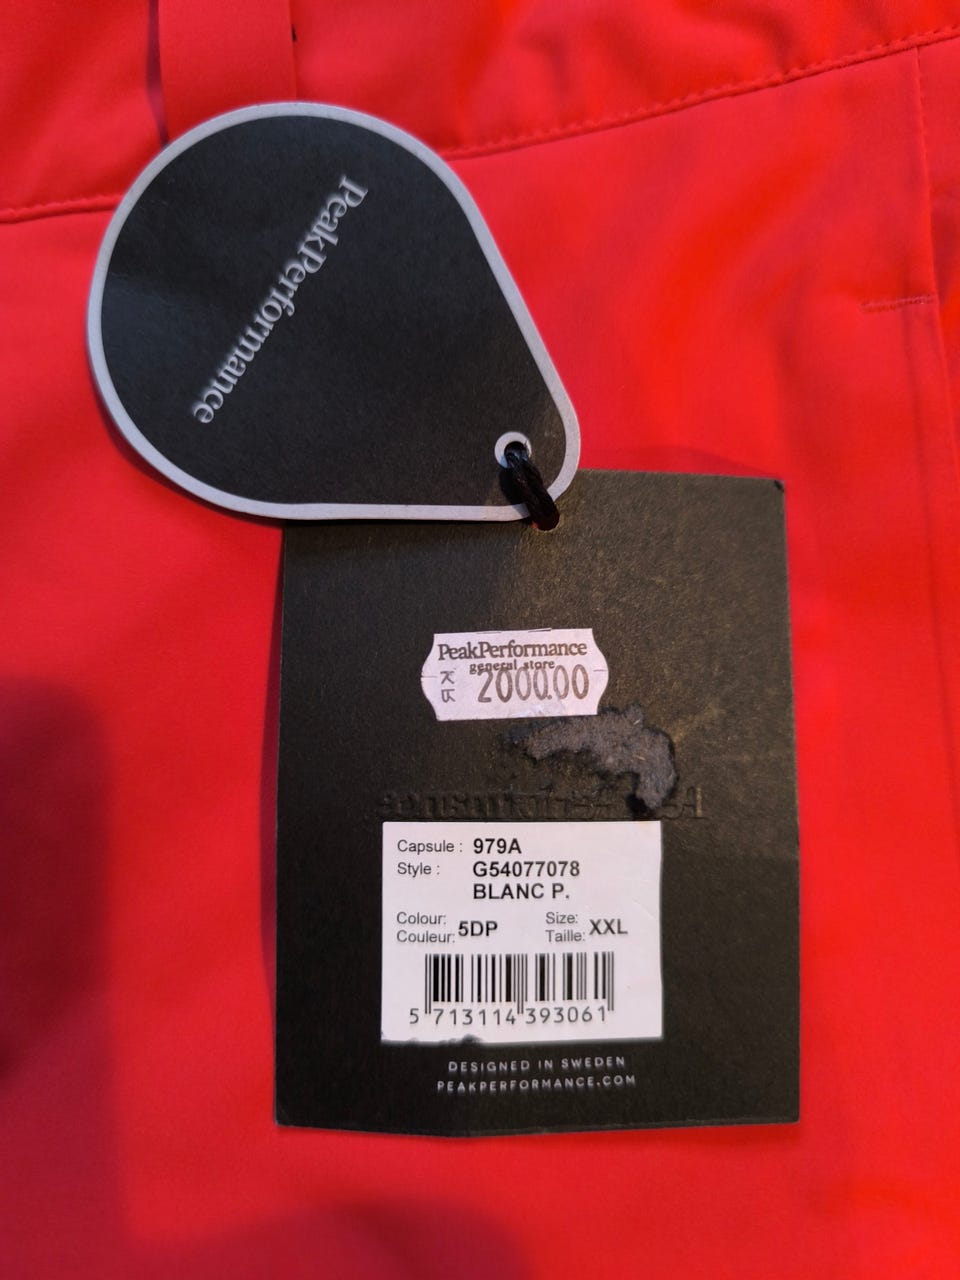 PeakPerformance
PeakPerformance
general store
KR 2000.00
Capsule : 979A
Style : G54077078
BLANC P.
Colour: Size:
Couleur: 5DP Taille: XXL
5 713114 393061
DESIGNED IN SWEDEN
PEAKPERFORMANCE.COM